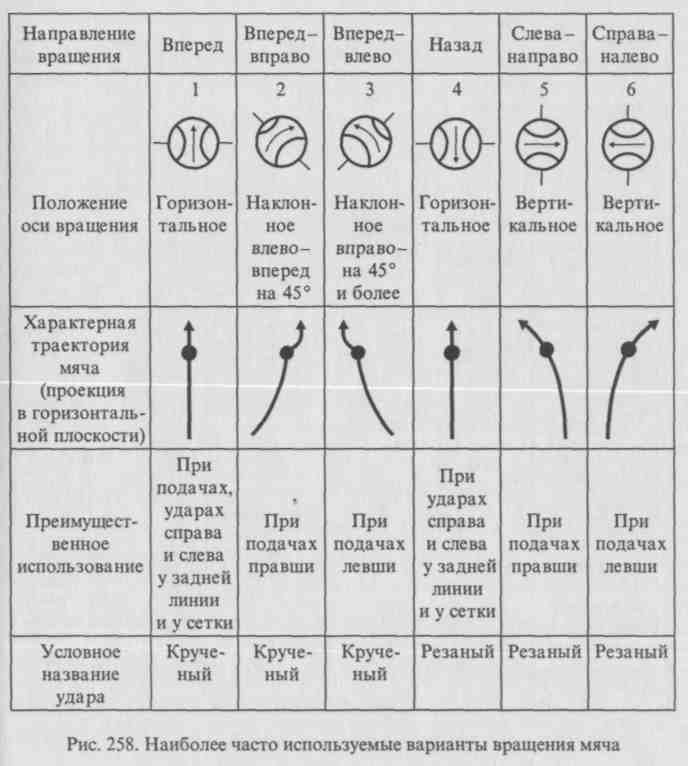 Направление
вращения
Вперед
Вперед–
вправо
Вперед–
влево
Назад
Слева–
направо
Справа–
налево
1
2
3
4
5
6
Положение
оси вращения
Горизон-
тальное
Наклон-
ное
влево–
вперед
на 45°
Наклон-
ное
вправо–
на 45°
и более
Горизон-
тальное
Верти-
кальное
Верти-
кальное
Характерная
траектория
мяча
(проекция
в горизонталь-
ной плоскости)
Преимущест-
венное
использование
При
подачах,
ударах
справа
и слева
у задней
линии
и у сетки
При
подачах
правши
При
подачах
левши
При
ударах
справа
и слева
у задней
линии
и у сетки
При
подачах
правши
При
подачах
левши
Условное
название
удара
Круче-
ный
Круче-
ный
Круче-
ный
Резаный
Резаный
Резаный
Рис. 258. Наиболее часто используемые варианты вращения мяча